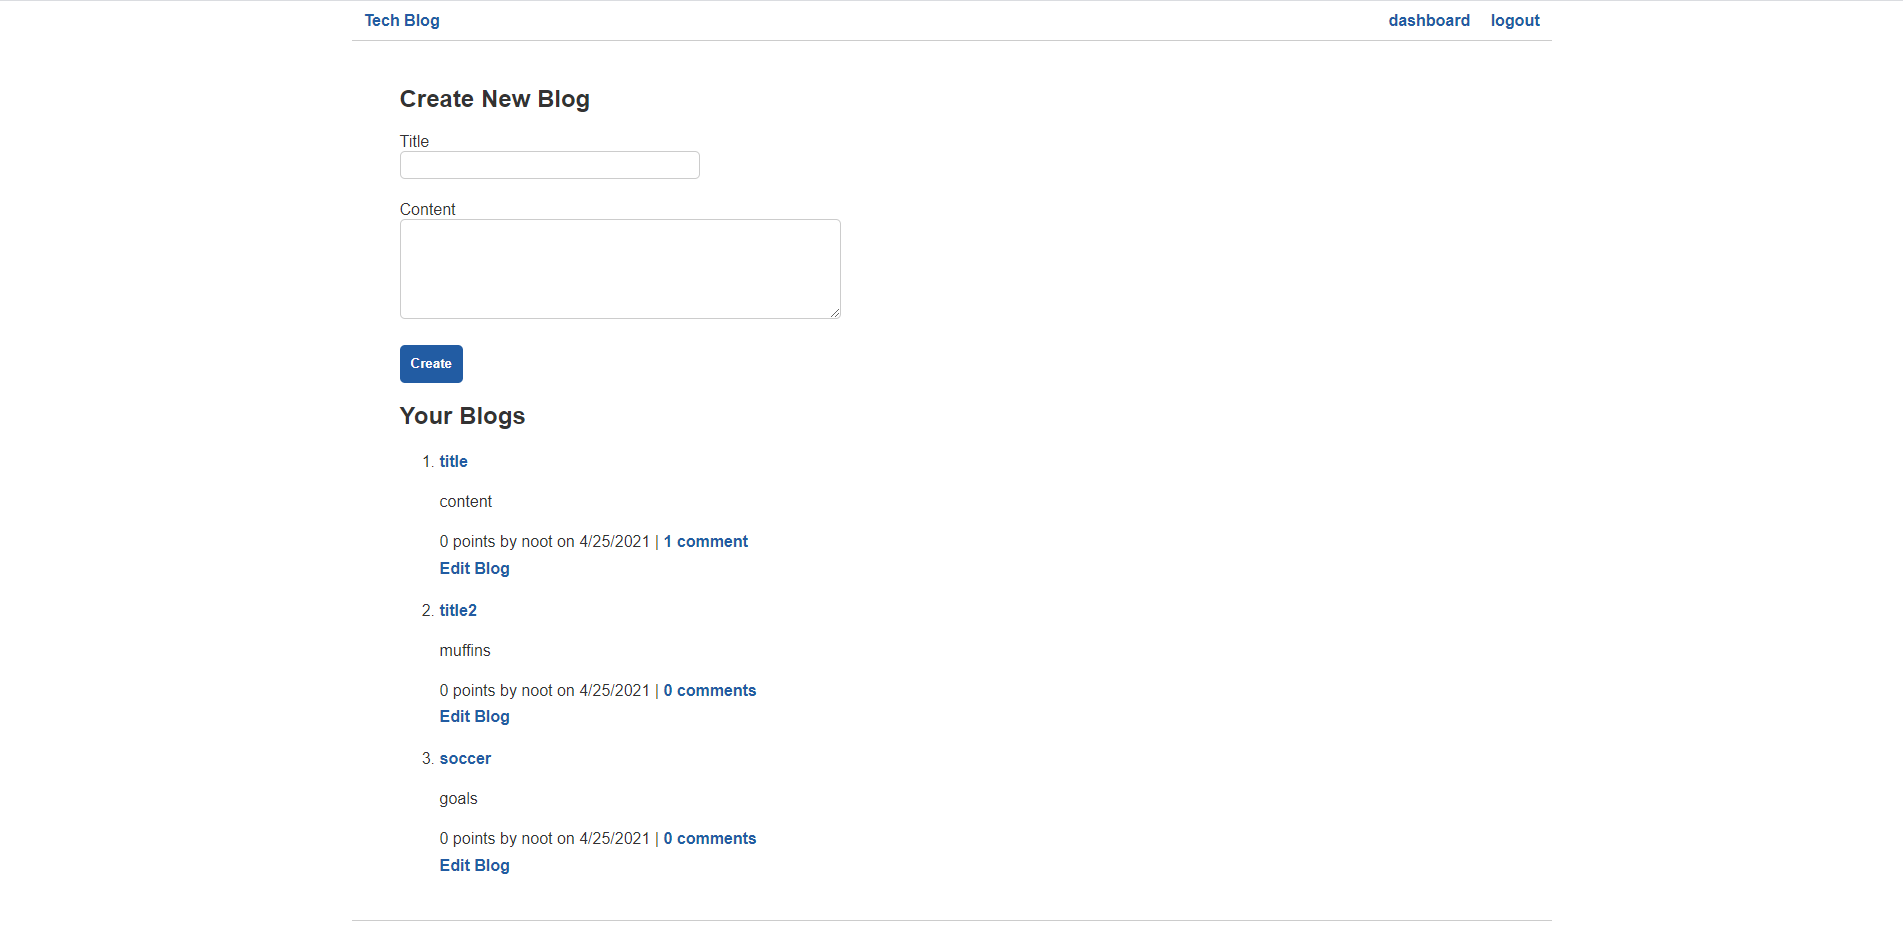 Tech Blog dashboard logout
Create New Blog
Title
Content
Create
Your Blogs
1. title
content
0 points by noot on 4/25/2021 | 1 comment
Edit Blog
2. title2
muffins
0 points by noot on 4/25/2021 | 0 comments
Edit Blog
3. soccer
goals
0 points by noot on 4/25/2021 | 0 comments
Edit Blog